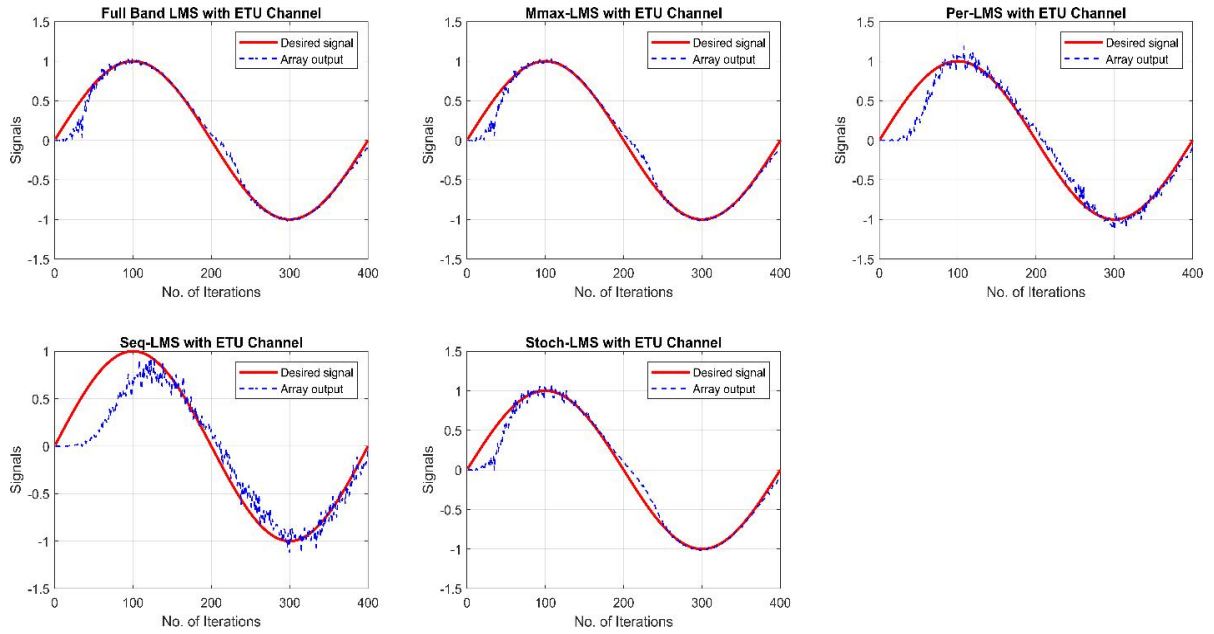 Full Band LMS with ETU Channel
1.5
1
0.5
0
-0.5
-1
-1.5
Signals
Desired signal
Array output
0 100 200 300 400
No. of Iterations
Mmax-LMS with ETU Channel
1.5
1
0.5
0
-0.5
-1
-1.5
Signals
Desired signal
Array output
0 100 200 300 400
No. of Iterations
Per-LMS with ETU Channel
1.5
1
0.5
0
-0.5
-1
-1.5
Signals
Desired signal
Array output
0 100 200 300 400
No. of Iterations
Seq-LMS with ETU Channel
1
0.5
0
-0.5
-1
-1.5
Signals
Desired signal
Array output
0 100 200 300 400
No. of Iterations
Stoch-LMS with ETU Channel
1.5
1
0.5
0
-0.5
-1
-1.5
Signals
Desired signal
Array output
0 100 200 300 400
No. of Iterations